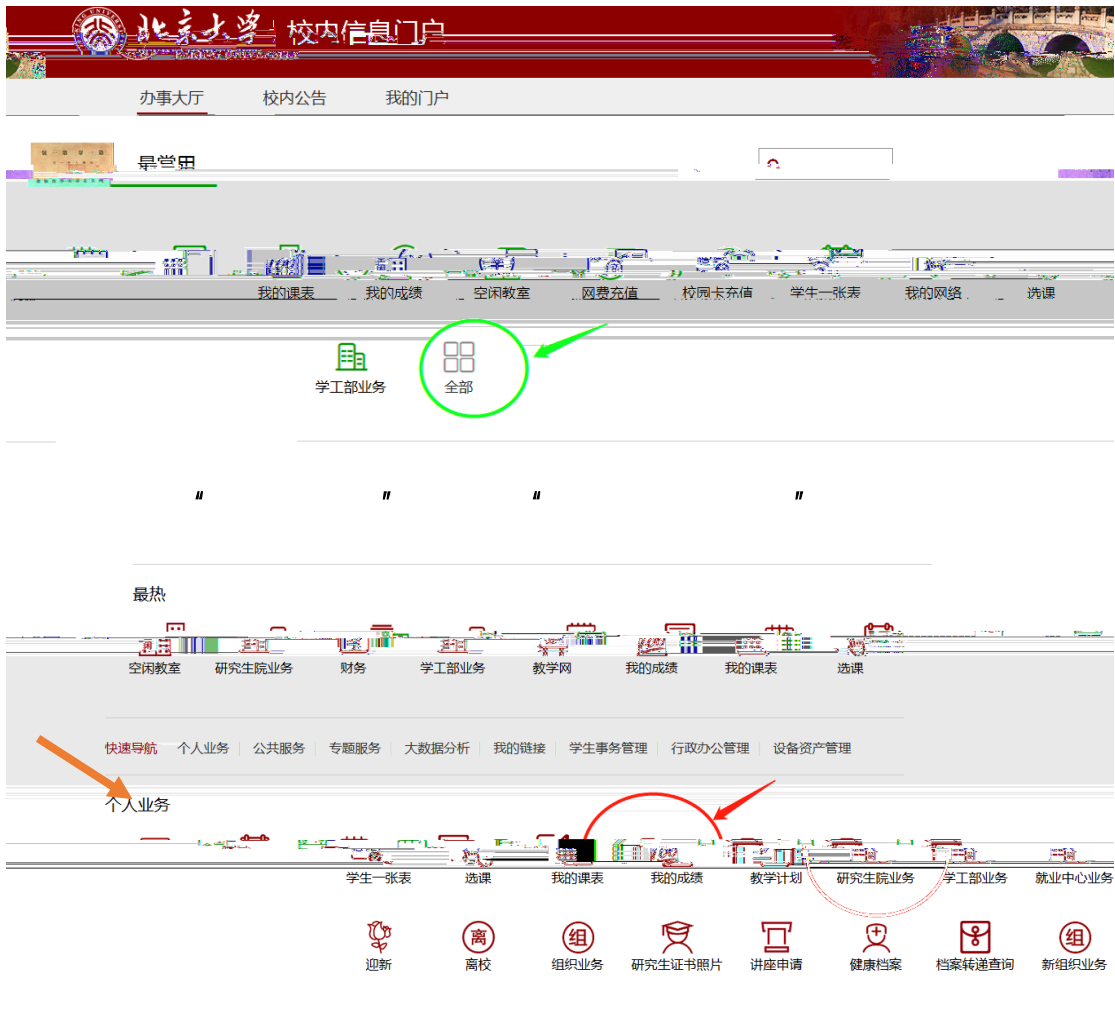 北京大学 校内信息门户
办事大厅 校内公告 我的门户
最常用
我的课表 我的成绩 空闲教室 网费充值 校园卡充值 学生一张表 我的网络 选课
学工部业务 全部
“ ” “ ”
最热
空闲教室 研究生院业务 财务 学工部业务 教学网 我的成绩 我的课表 选课
快速导航 个人业务 公共服务 专题服务 大数据分析 我的链接 学生事务管理 行政办公管理 设备资产管理
个人业务
学生一张表 选课 我的课表 我的成绩 教学计划 研究生院业务 学工部业务 就业中心业务
离 组 组
迎新 离校 组织业务 研究生证书照片 讲座申请 健康档案 档案转递查询 新组织业务